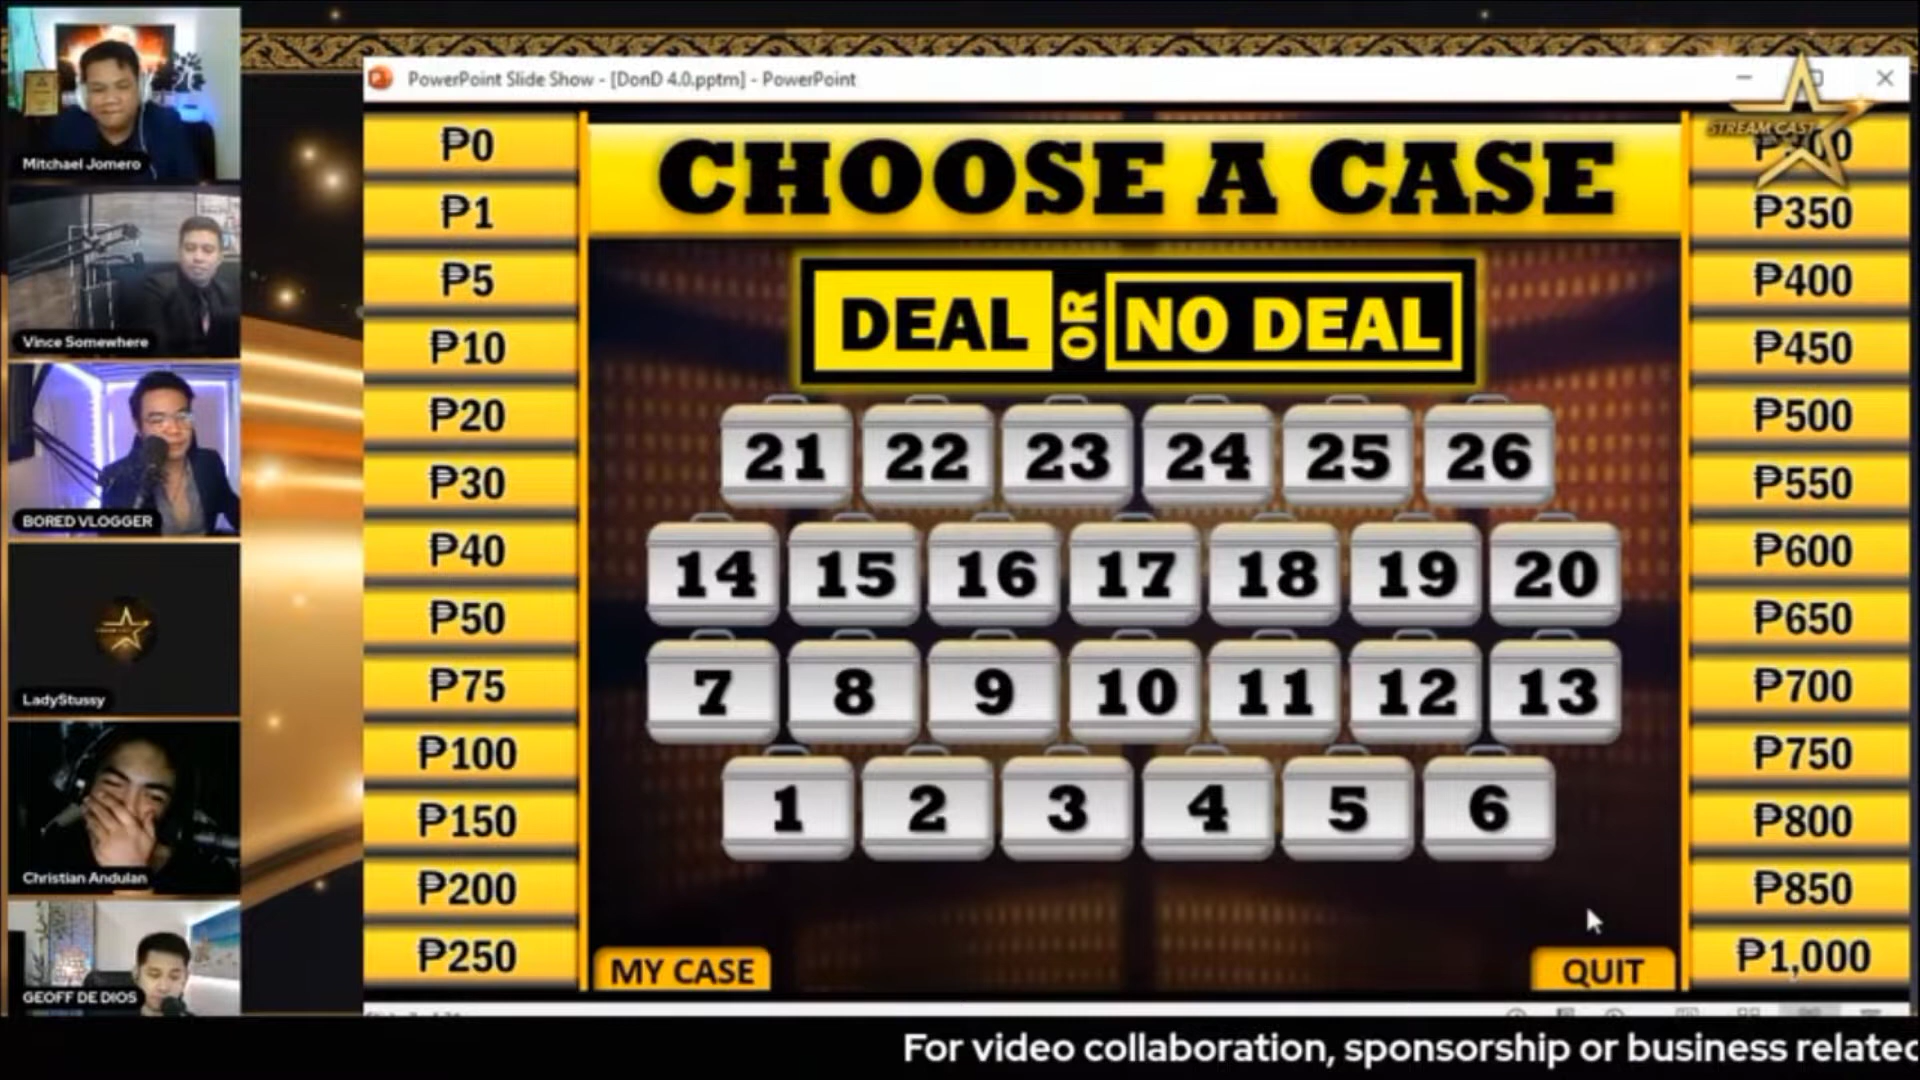 Mitchael Jomero
Vince Somewhere
BORED VLOGGER
LadyStussy
Christian Andulan
GEOFF DE DIOS
PowerPoint Slide Show - [DonD 4.0.pptm] - PowerPoint
STREAM CAST
₱0
₱1
₱5
₱10
₱20
₱30
₱40
₱50
₱75
₱100
₱150
₱200
₱250
CHOOSE A CASE
DEAL OR NO DEAL
21 22 23 24 25 26
14 15 16 17 18 19 20
7 8 9 10 11 12 13
1 2 3 4 5 6
MY CASE
QUIT
₱350
₱400
₱450
₱500
₱550
₱600
₱650
₱700
₱750
₱800
₱850
₱1,000
For video collaboration, sponsorship or business related